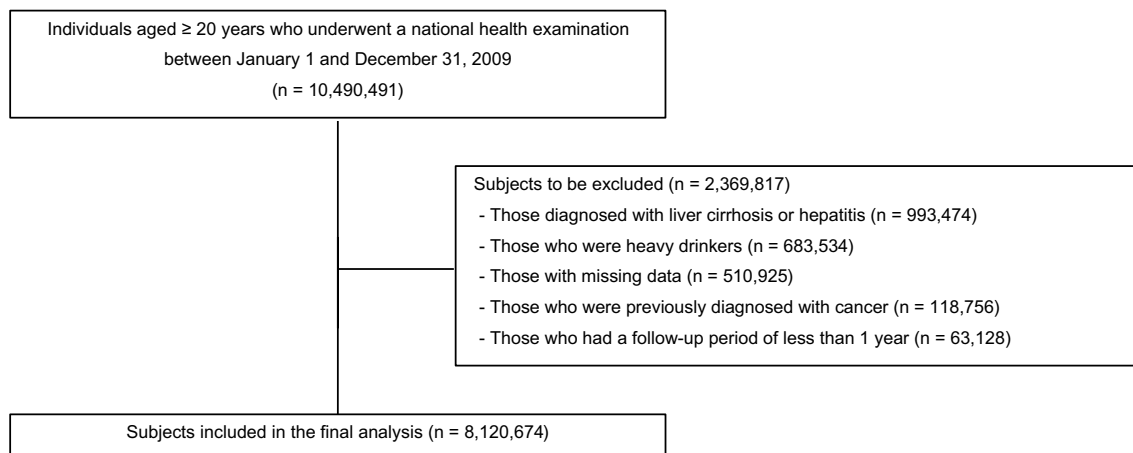 Individuals aged ≥ 20 years who underwent a national health examination
between January 1 and December 31, 2009
(n = 10,490,491)
Subjects to be excluded (n = 2,369,817)
- Those diagnosed with liver cirrhosis or hepatitis (n = 993,474)
- Those who were heavy drinkers (n = 683,534)
- Those with missing data (n = 510,925)
- Those who were previously diagnosed with cancer (n = 118,756)
- Those who had a follow-up period of less than 1 year (n = 63,128)
Subjects included in the final analysis (n = 8,120,674)